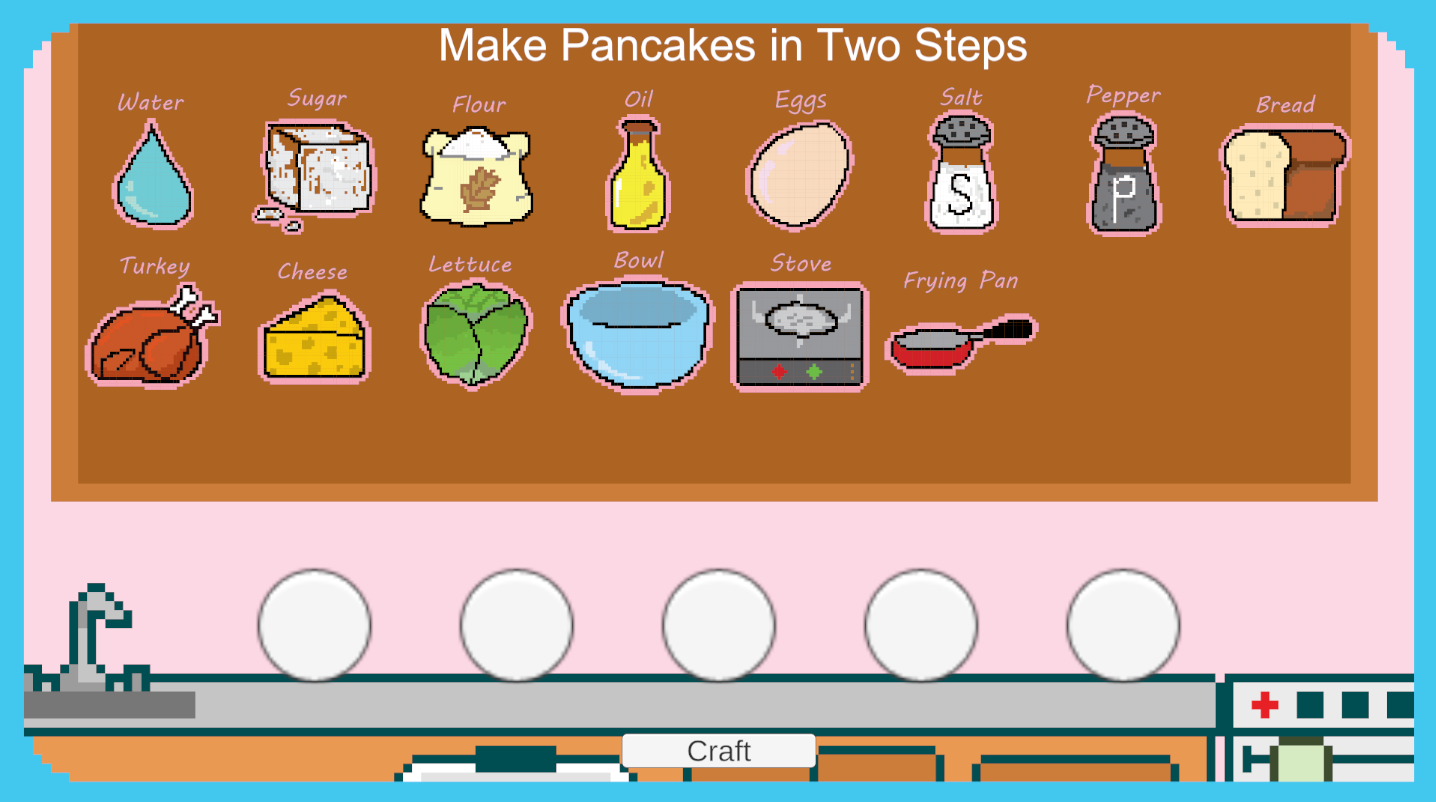 Make Pancakes in Two Steps
Water Sugar Flour Oil Eggs Salt Pepper Bread
S P
Turkey Cheese Lettuce Bowl Stove Frying Pan
Craft